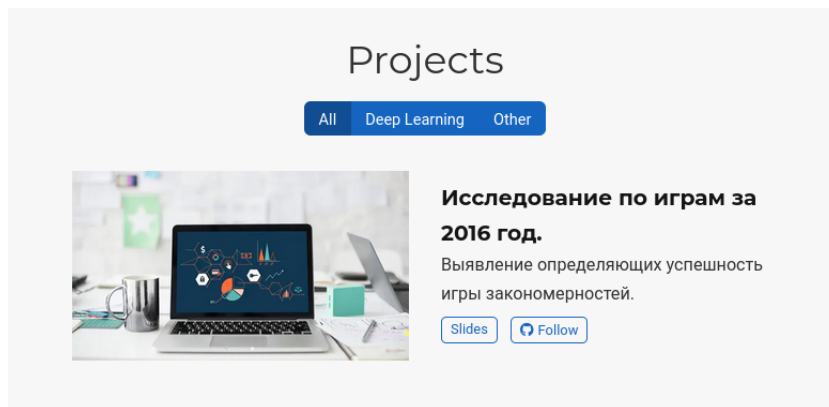 Projects
All
Deep Learning
Other
Исследование по играм за
2016 год.
Выявление определяющих успешность
игры закономерностей.
Slides
Follow